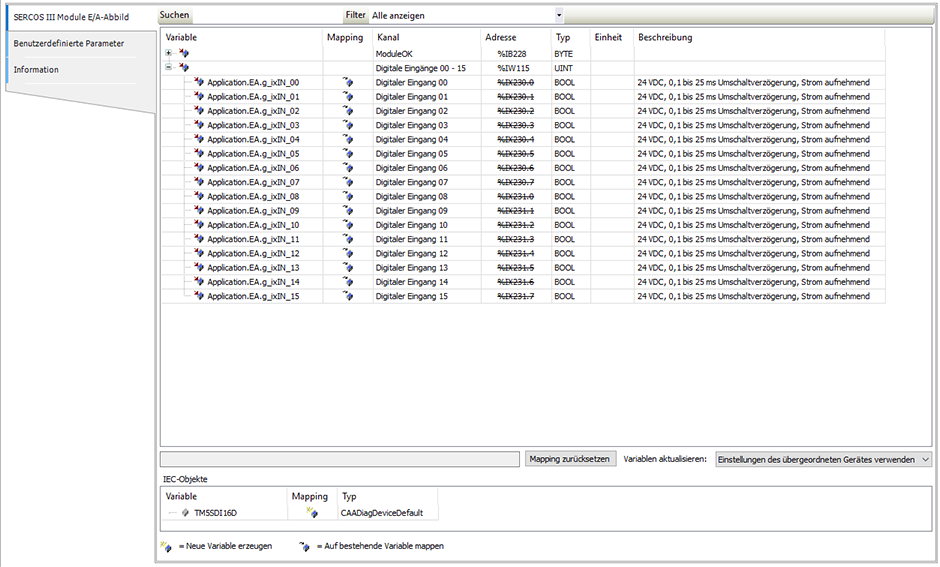 SERCOS III Module E/A-Abbild
Benutzerdefinierte Parameter
Information
Suchen Filter Alle anzeigen
Variable Mapping Kanal Adresse Typ Einheit Beschreibung
ModuleOK %IB228 BYTE
Digitale Eingänge 00 - 15 %IW115 UINT
Application.EA.g_ixIN_00 Digitaler Eingang 00 %IX230.0 BOOL 24 VDC, 0,1 bis 25 ms Umschaltverzögerung, Strom aufnehmend
Application.EA.g_ixIN_01 Digitaler Eingang 01 %IX230.1 BOOL 24 VDC, 0,1 bis 25 ms Umschaltverzögerung, Strom aufnehmend
Application.EA.g_ixIN_02 Digitaler Eingang 02 %IX230.2 BOOL 24 VDC, 0,1 bis 25 ms Umschaltverzögerung, Strom aufnehmend
Application.EA.g_ixIN_03 Digitaler Eingang 03 %IX230.3 BOOL 24 VDC, 0,1 bis 25 ms Umschaltverzögerung, Strom aufnehmend
Application.EA.g_ixIN_04 Digitaler Eingang 04 %IX230.4 BOOL 24 VDC, 0,1 bis 25 ms Umschaltverzögerung, Strom aufnehmend
Application.EA.g_ixIN_05 Digitaler Eingang 05 %IX230.5 BOOL 24 VDC, 0,1 bis 25 ms Umschaltverzögerung, Strom aufnehmend
Application.EA.g_ixIN_06 Digitaler Eingang 06 %IX230.6 BOOL 24 VDC, 0,1 bis 25 ms Umschaltverzögerung, Strom aufnehmend
Application.EA.g_ixIN_07 Digitaler Eingang 07 %IX230.7 BOOL 24 VDC, 0,1 bis 25 ms Umschaltverzögerung, Strom aufnehmend
Application.EA.g_ixIN_08 Digitaler Eingang 08 %IX231.0 BOOL 24 VDC, 0,1 bis 25 ms Umschaltverzögerung, Strom aufnehmend
Application.EA.g_ixIN_09 Digitaler Eingang 09 %IX231.1 BOOL 24 VDC, 0,1 bis 25 ms Umschaltverzögerung, Strom aufnehmend
Application.EA.g_ixIN_10 Digitaler Eingang 10 %IX231.2 BOOL 24 VDC, 0,1 bis 25 ms Umschaltverzögerung, Strom aufnehmend
Application.EA.g_ixIN_11 Digitaler Eingang 11 %IX231.3 BOOL 24 VDC, 0,1 bis 25 ms Umschaltverzögerung, Strom aufnehmend
Application.EA.g_ixIN_12 Digitaler Eingang 12 %IX231.4 BOOL 24 VDC, 0,1 bis 25 ms Umschaltverzögerung, Strom aufnehmend
Application.EA.g_ixIN_13 Digitaler Eingang 13 %IX231.5 BOOL 24 VDC, 0,1 bis 25 ms Umschaltverzögerung, Strom aufnehmend
Application.EA.g_ixIN_14 Digitaler Eingang 14 %IX231.6 BOOL 24 VDC, 0,1 bis 25 ms Umschaltverzögerung, Strom aufnehmend
Application.EA.g_ixIN_15 Digitaler Eingang 15 %IX231.7 BOOL 24 VDC, 0,1 bis 25 ms Umschaltverzögerung, Strom aufnehmend
Mapping zurücksetzen Variablen aktualisieren: Einstellungen des übergeordneten Gerätes verwenden
IEC-Objekte
Variable Mapping Typ
TM5SDI16D CAADiagDeviceDefault
= Neue Variable erzeugen = Auf bestehende Variable mappen